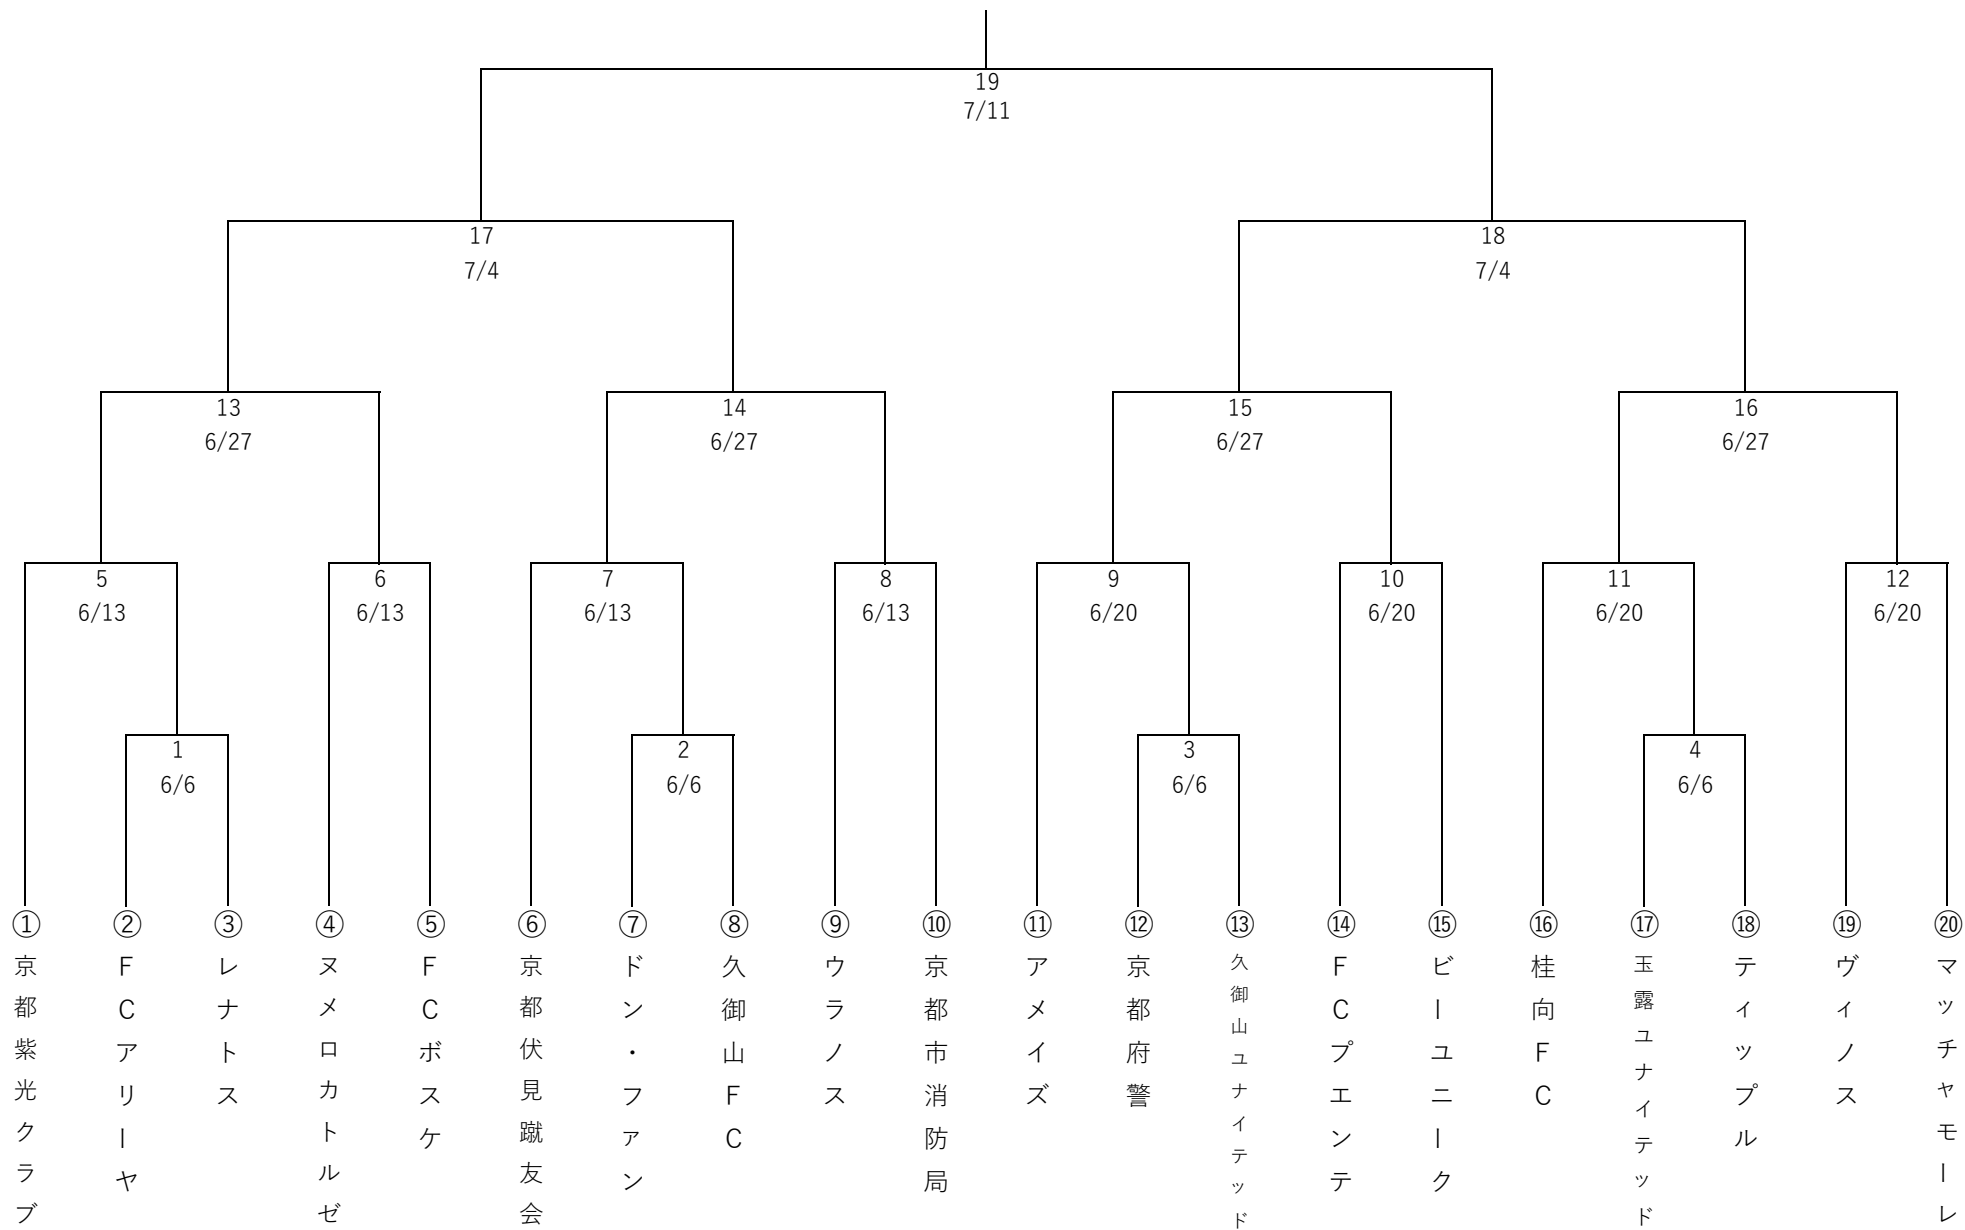 19
7/11
17
18
7/4
7/4
13
14
15
16
6/27
6/27
6/27
6/27
5
6
7
8
9
10
11
12
6/13
6/13
6/13
6/13
6/20
6/20
6/20
6/20
1
2
3
4
6/6
6/6
6/6
6/6
①京都紫光クラブ
②FCアリーヤ
③レナトス
④ヌメロカトルゼ
⑤FCボスケ
⑥京都伏見蹴友会
⑦ドン・ファン
⑧久御山FC
⑨ウラノス
⑩京都市消防局
⑪アメイズ
⑫京都府警
⑬久御山ユナイテッド
⑭FCプエンテ
⑮ビーユニーク
⑯桂向FC
⑰玉露ユナイテッド
⑱ティップル
⑲ヴィノス
⑳マッチャモーレ